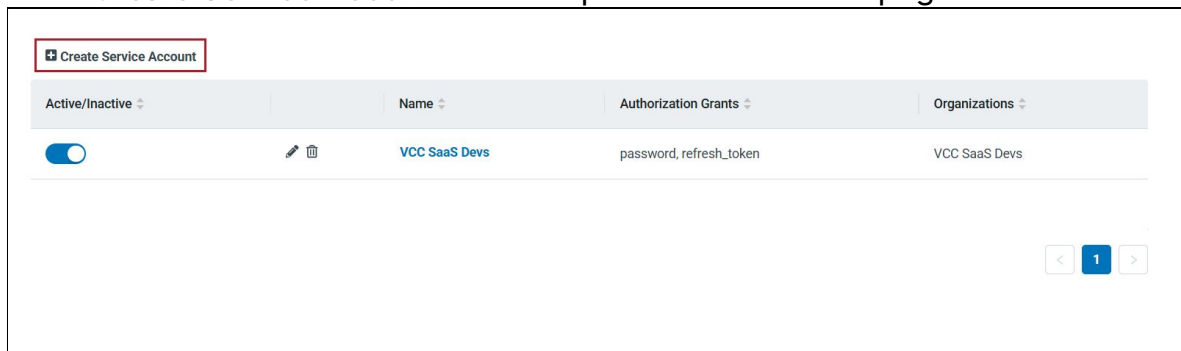 Create Service Account
Active/Inactive Name Authorization Grants Organizations
VCC SaaS Devs password, refresh_token VCC SaaS Devs
< 1 >